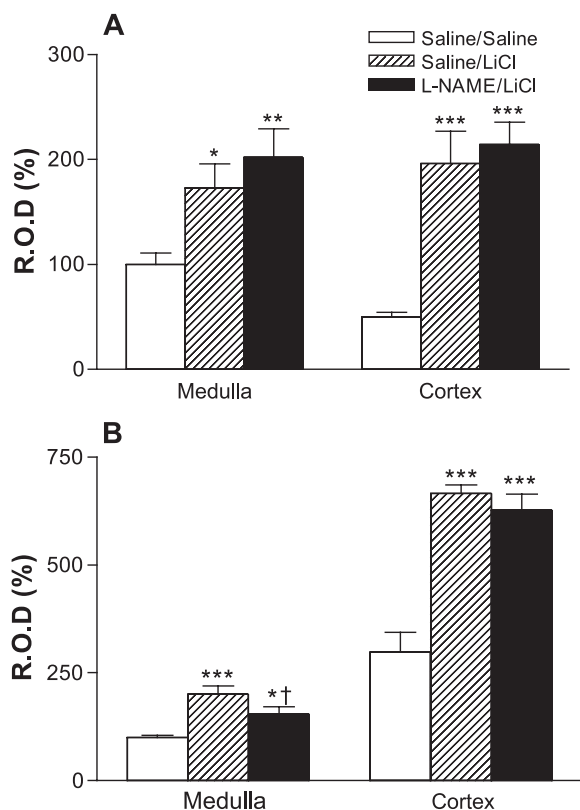 A
Saline/Saline
Saline/LiCl
L-NAME/LiCl
300
200
100
0
R.O.D (%)
* ** *** ***
Medulla Cortex
B
750
500
250
0
R.O.D (%)
*** *† *** ***
Medulla Cortex